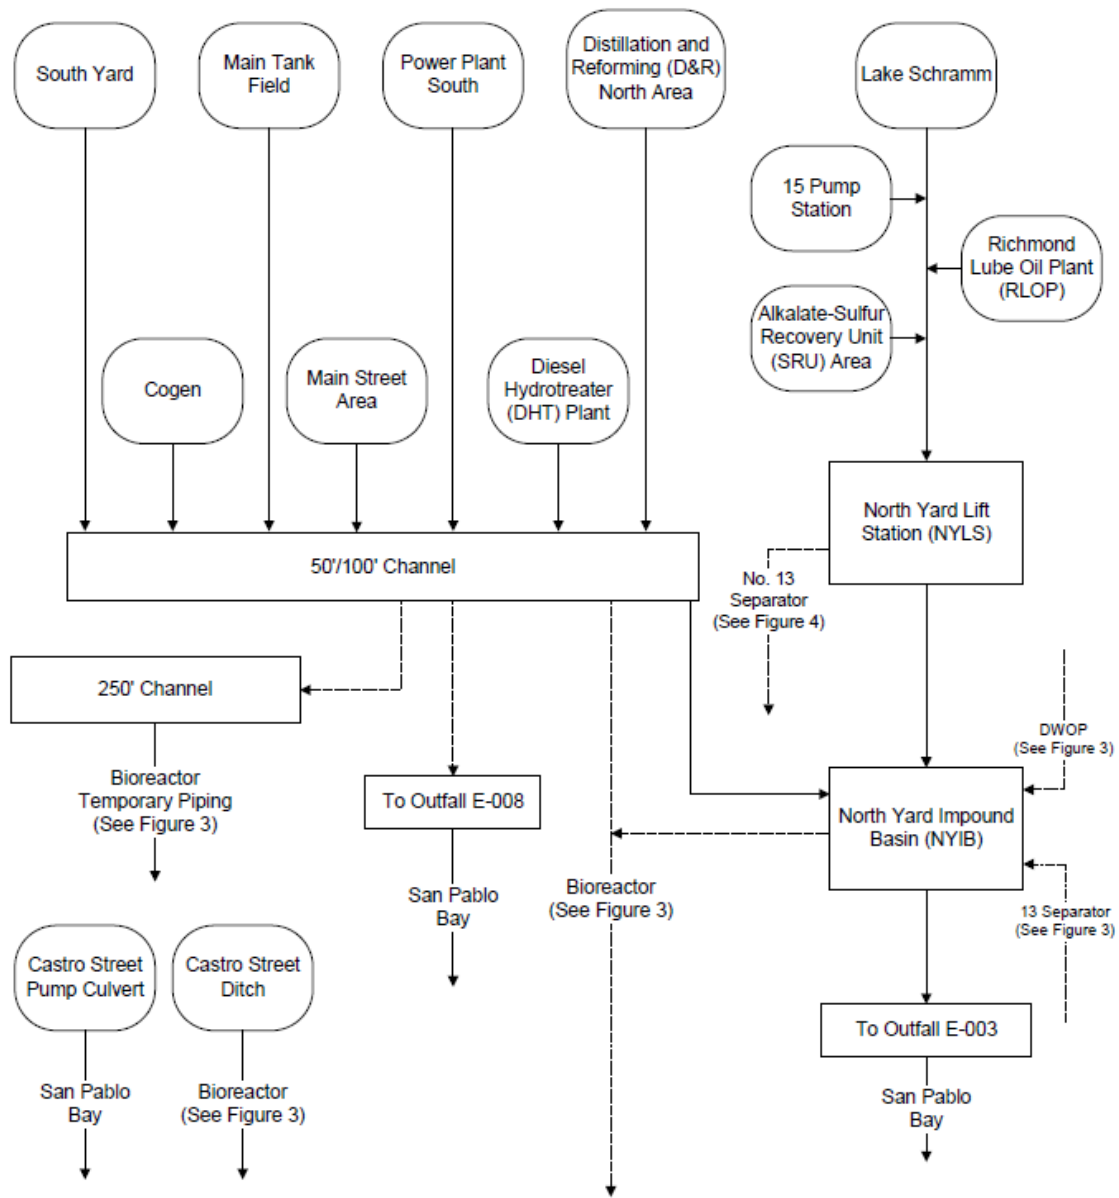 South Yard
Main Tank
Field
Power Plant
South
Distillation and
Reforming (D&R)
North Area
Lake Schramm
15 Pump
Station
Richmond
Lube Oil Plant
(RLOP)
Alkalate-Sulfur
Recovery Unit
(SRU) Area
Cogen
Main Street
Area
Diesel
Hydrotreater
(DHT) Plant
North Yard Lift
Station (NYLS)
50'/100' Channel
No. 13
Separator
(See Figure 4)
250' Channel
DWOP
(See Figure 3)
Bioreactor
Temporary Piping
(See Figure 3)
To Outfall E-008
North Yard Impound
Basin (NYIB)
San Pablo
Bay
Bioreactor
(See Figure 3)
13 Separator
(See Figure 3)
Castro Street
Pump Culvert
Castro Street
Ditch
To Outfall E-003
San Pablo
Bay
Bioreactor
(See Figure 3)
San Pablo
Bay